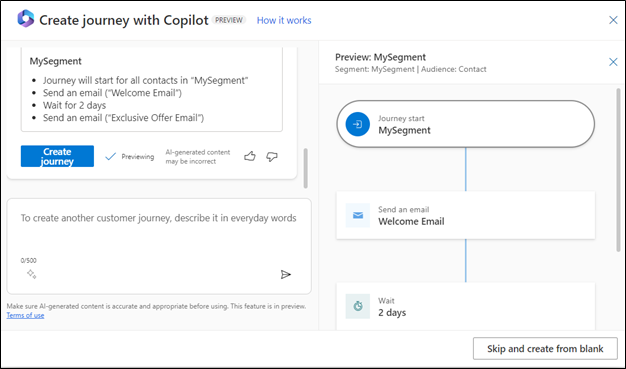 Create journey with Copilot PREVIEW How it works
MySegment
Journey will start for all contacts in “MySegment”
Send an email (“Welcome Email”)
Wait for 2 days
Send an email (“Exclusive Offer Email”)
Create
journey
Previewing
AI-generated content
may be incorrect
To create another customer journey, describe it in everyday words
0/500
Make sure AI-generated content is accurate and appropriate before using. This feature is in preview.
Terms of use
Preview: MySegment
Segment: MySegment | Audience: Contact
Journey start
MySegment
Send an email
Welcome Email
Wait
2 days
Skip and create from blank